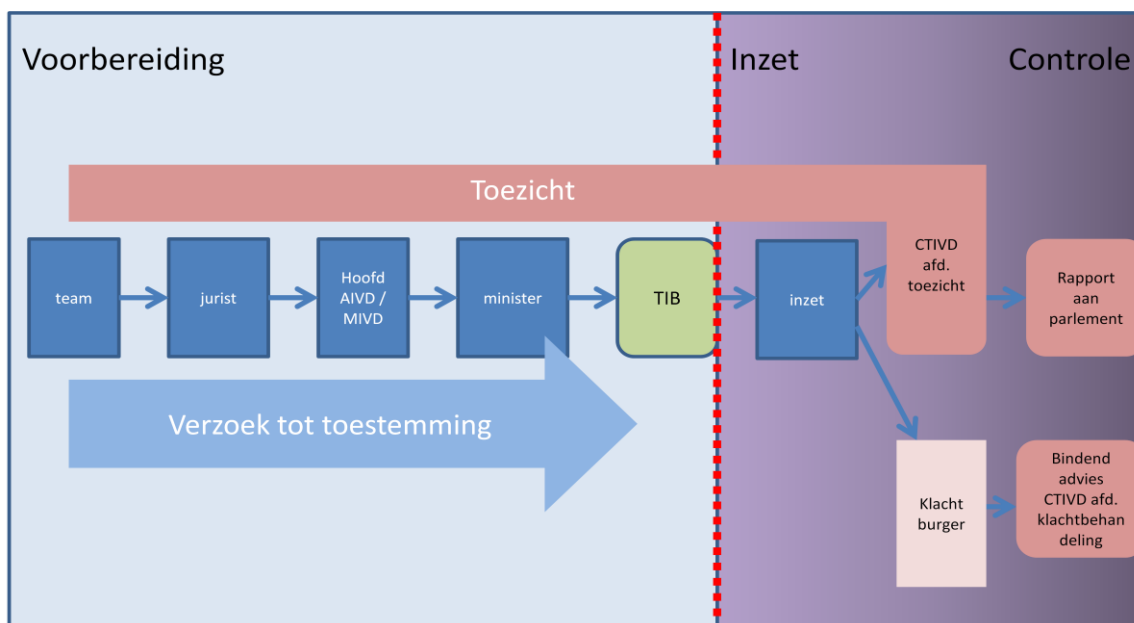 Voorbereiding
Inzet
Controle
Toezicht
team
jurist
Hoofd
AIVD /
MIVD
minister
TIB
inzet
CTIVD
afd.
toezicht
Rapport
aan
parlement
Verzoek tot toestemming
Klacht
burger
Bindend
advies
CTIVD afd.
klachtbehan
deling